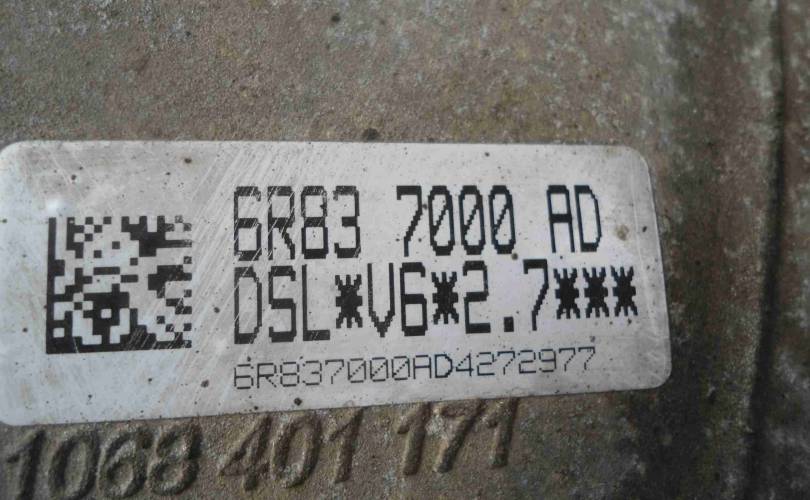 6R83 7000 AD
DSL*V6*2.7***
6R837000AD4272977
1068 401 171